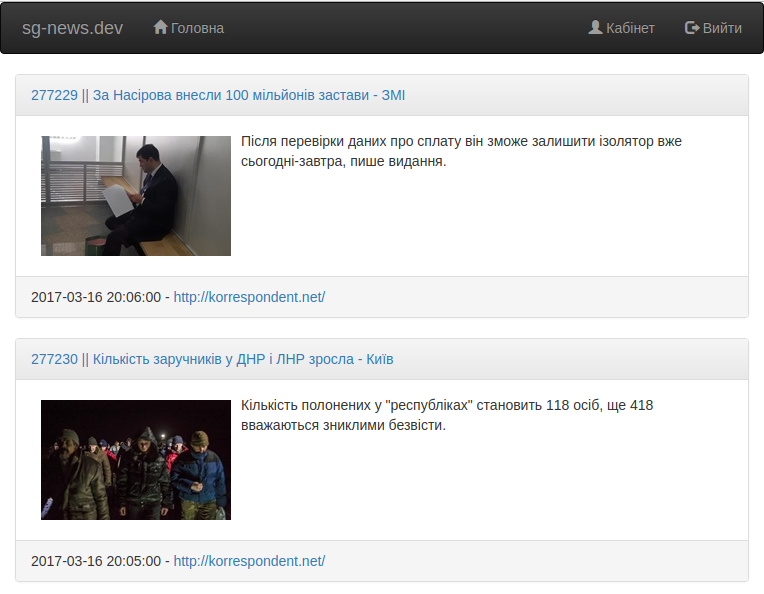 sg-news.dev Головна Кабінет Вийти
277229 || За Насірова внесли 100 мільйонів застави - ЗМІ
Після перевірки даних про сплату він зможе залишити ізолятор вже
сьогодні-завтра, пише видання.
2017-03-16 20:06:00 - http://korrespondent.net/
277230 || Кількість заручників у ДНР і ЛНР зросла - Київ
Кількість полонених у "республіках" становить 118 осіб, ще 418
вважаються зниклими безвісти.
2017-03-16 20:05:00 - http://korrespondent.net/